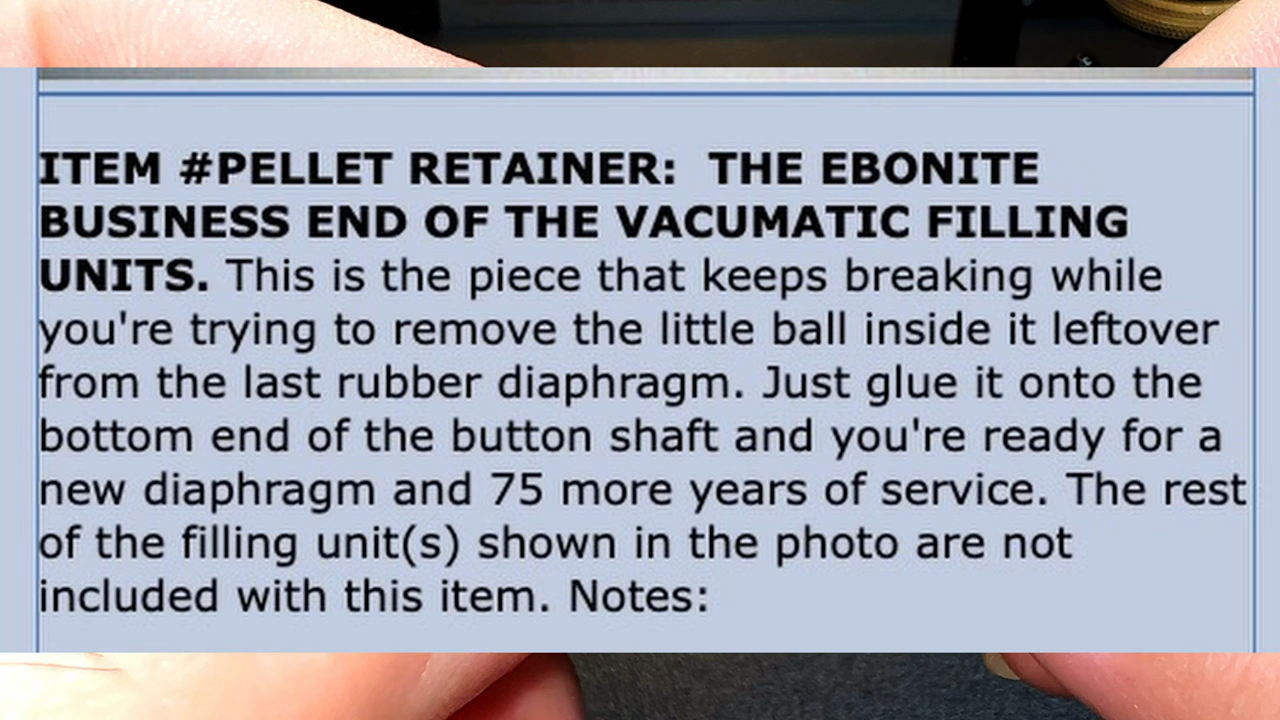 ITEM #PELLET RETAINER:  THE EBONITE
BUSINESS END OF THE VACUMATIC FILLING
UNITS. This is the piece that keeps breaking while
you're trying to remove the little ball inside it leftover
from the last rubber diaphragm. Just glue it onto the
bottom end of the button shaft and you're ready for a
new diaphragm and 75 more years of service. The rest
of the filling unit(s) shown in the photo are not
included with this item. Notes: